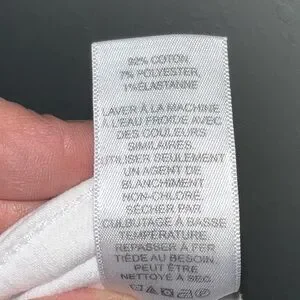 92% COTON
7% POLYESTER,
1% ÉLASTANNE
LAVER À LA MACHINE
À L'EAU FROIDE AVEC
DES COULEURS
SIMILAIRES.
UTILISER SEULEMENT
UN AGENT DE
BLANCHIMENT
NON-CHLORÉ.
SÉCHER PAR
CULBUTAGE À BASSE
TEMPÉRATURE.
REPASSER À FER
TIÈDE AU BESOIN.
PEUT ÊTRE
NETTOYÉ À SEC.